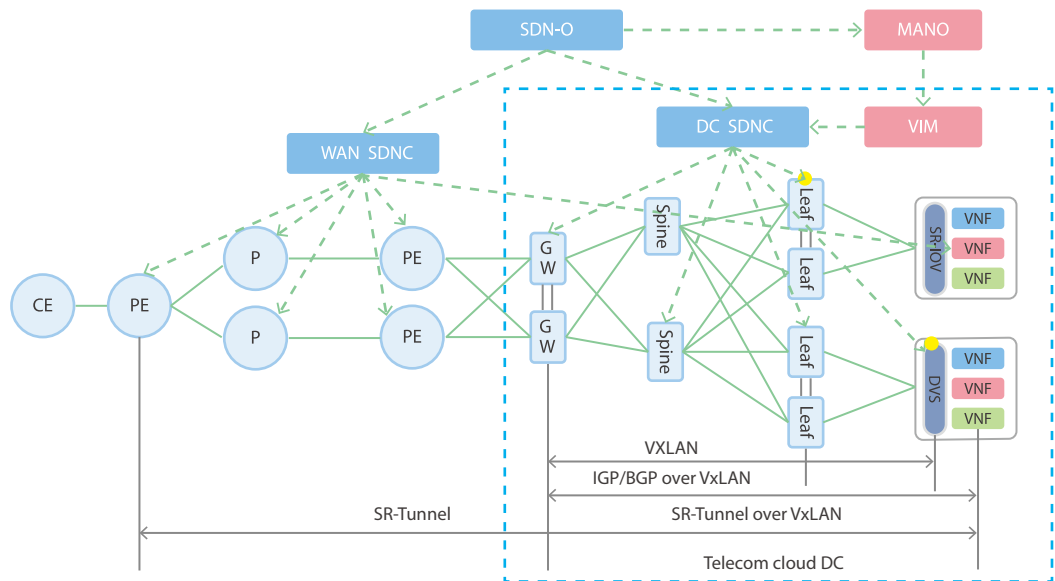 SDN-O
MANO
WAN SDNC
DC SDNC
VIM
CE
PE
P
P
PE
PE
G
W
G
W
Spine
Spine
Leaf
Leaf
Leaf
Leaf
SR-IOV
VNF
VNF
VNF
DVS
VNF
VNF
VNF
VXLAN
IGP/BGP over VxLAN
SR-Tunnel
SR-Tunnel over VxLAN
Telecom cloud DC